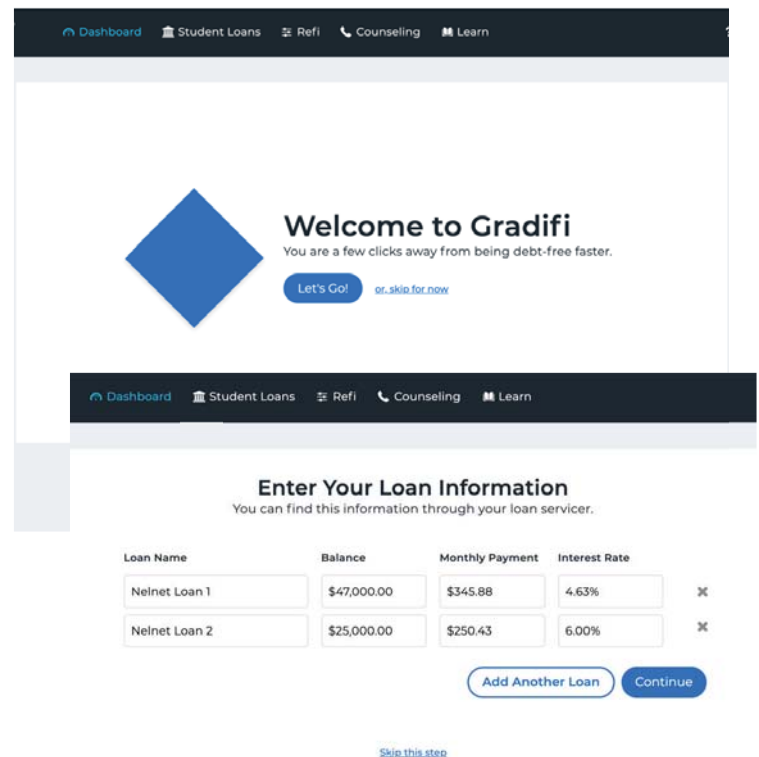 Dashboard Student Loans Refi Counseling Learn ?
Welcome to Gradifi
You are a few clicks away from being debt-free faster.
Let's Go! or, skip for now
Dashboard Student Loans Refi Counseling Learn
Enter Your Loan Information
You can find this information through your loan servicer.
Loan Name Balance Monthly Payment Interest Rate
Nelnet Loan 1 $47,000.00 $345.88 4.63%
Nelnet Loan 2 $25,000.00 $250.43 6.00%
Add Another Loan Continue
Skip this step